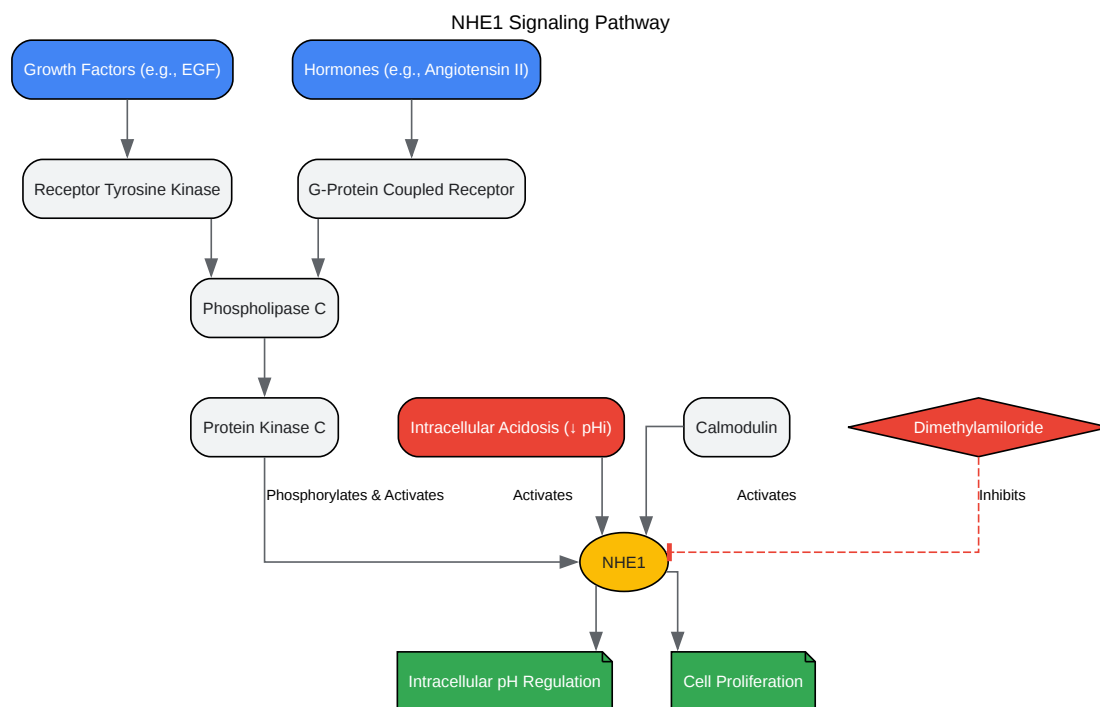 NHE1 Signaling Pathway
Growth Factors (e.g., EGF)
Hormones (e.g., Angiotensin II)
Receptor Tyrosine Kinase
G-Protein Coupled Receptor
Phospholipase C
Protein Kinase C
Intracellular Acidosis (↓ pHi)
Calmodulin
Dimethylamiloride
Phosphorylates & Activates
Activates
Activates
Inhibits
NHE1
Intracellular pH Regulation
Cell Proliferation